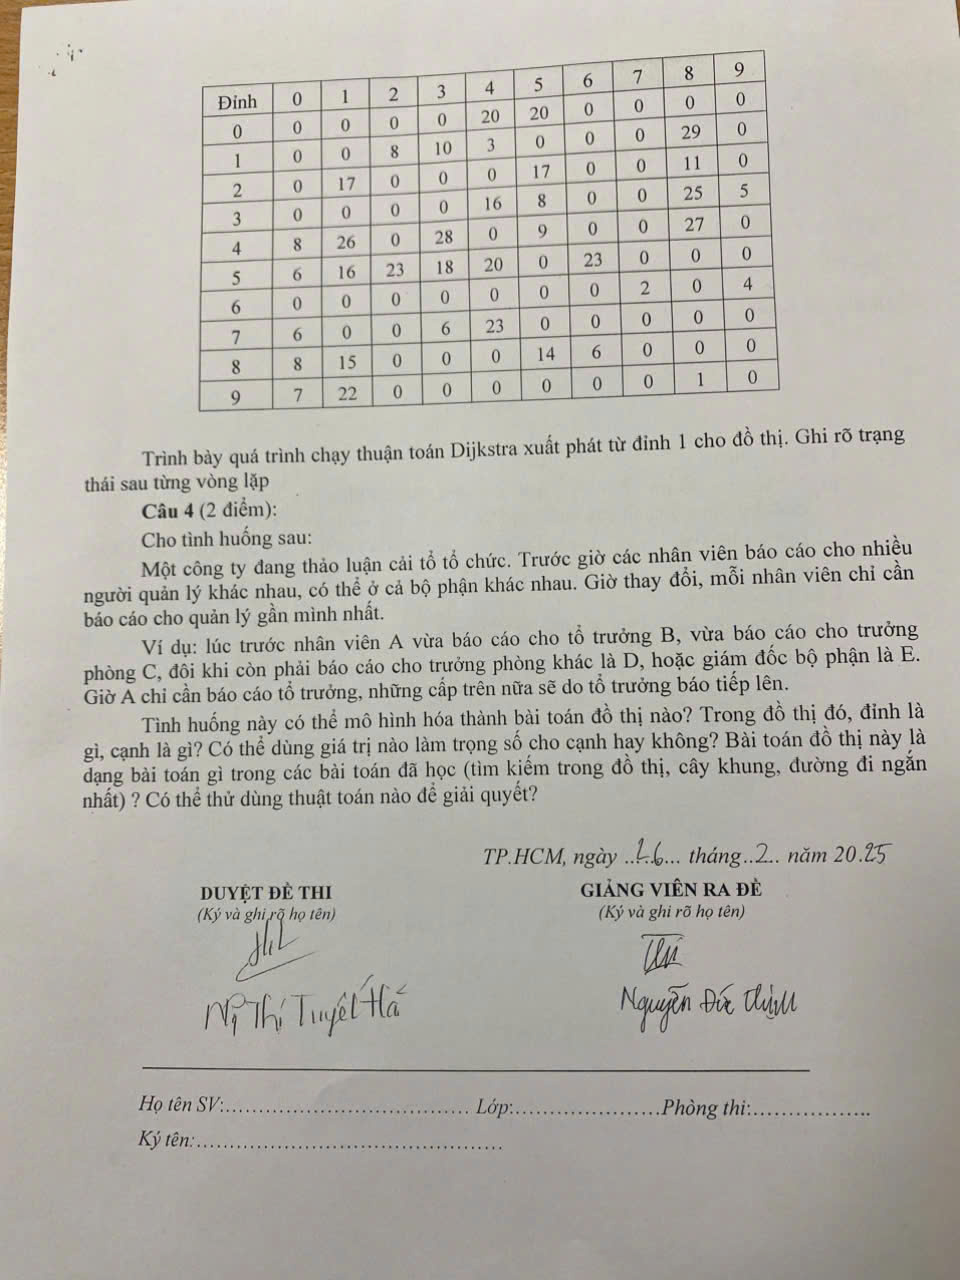 Đỉnh 0 1 2 3 4 5 6 7 8 9
0 0 0 0 0 20 20 0 0 0 0
1 0 0 8 10 3 0 0 0 29 0
2 0 17 0 0 0 17 0 0 11 0
3 0 0 0 0 16 8 0 0 25 5
4 8 26 0 28 0 9 0 0 27 0
5 6 16 23 18 20 0 23 0 0 0
6 0 0 0 0 0 0 0 2 0 4
7 6 0 0 6 23 0 0 0 0 0
8 8 15 0 0 0 14 6 0 0 0
9 7 22 0 0 0 0 0 0 1 0
Trình bày quá trình chạy thuận toán Dijkstra xuất phát từ đỉnh 1 cho đồ thị. Ghi rõ trạng
thái sau từng vòng lặp
Câu 4 (2 điểm):
Cho tình huống sau:
Một công ty đang thảo luận cải tổ tổ chức. Trước giờ các nhân viên báo cáo cho nhiều
người quản lý khác nhau, có thể ở cả bộ phận khác nhau. Giờ thay đổi, mỗi nhân viên chỉ cần
báo cáo cho quản lý gần mình nhất.
Ví dụ: lúc trước nhân viên A vừa báo cáo cho tổ trưởng B, vừa báo cáo cho trưởng
phòng C, đôi khi còn phải báo cáo cho trưởng phòng khác là D, hoặc giám đốc bộ phận là E.
Giờ A chỉ cần báo cáo tổ trưởng, những cấp trên nữa sẽ do tổ trưởng báo tiếp lên.
Tình huống này có thể mô hình hóa thành bài toán đồ thị nào? Trong đồ thị đó, đỉnh là
gì, cạnh là gì? Có thể dùng giá trị nào làm trọng số cho cạnh hay không? Bài toán đồ thị này là
dạng bài toán gì trong các bài toán đã học (tìm kiếm trong đồ thị, cây khung, đường đi ngắn
nhất) ? Có thể thử dùng thuật toán nào để giải quyết?
TP.HCM, ngày ..26... tháng..2.. năm 20.25
DUYỆT ĐỀ THI GIẢNG VIÊN RA ĐỀ
(Ký và ghi rõ họ tên) (Ký và ghi rõ họ tên)
Thị Tuyết Hà Nguyễn Đức Thịnh
Họ tên SV:.................................... Lớp:......................Phòng thi:..................
Ký tên:..............................................